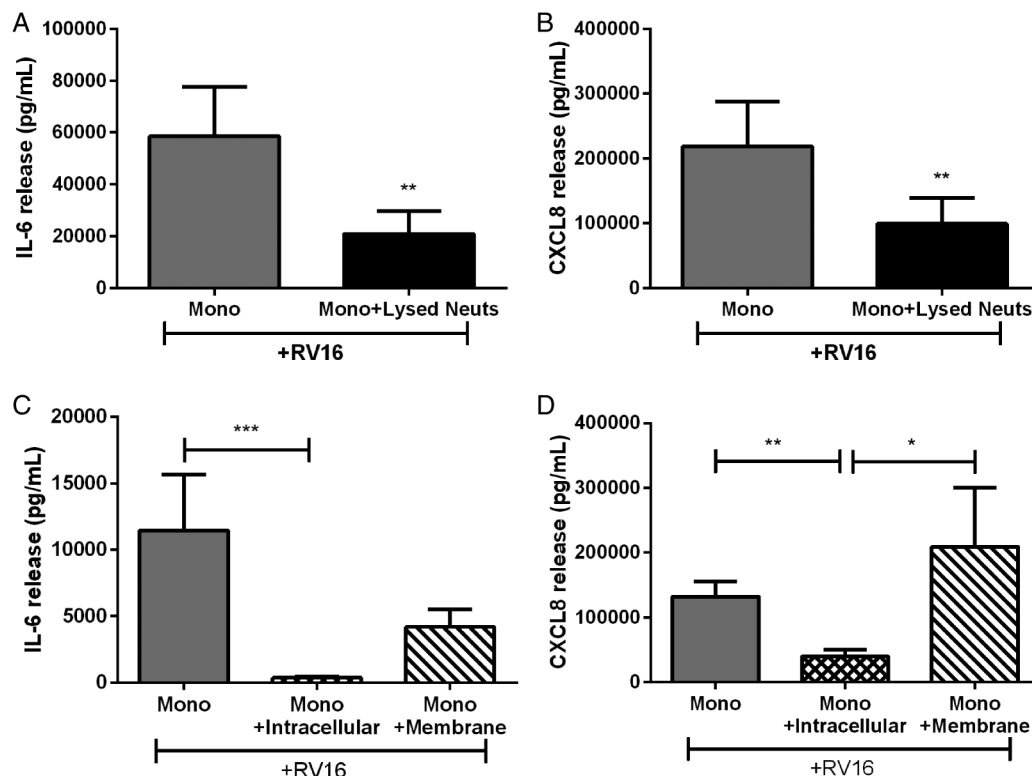 A
IL-6 release (pg/mL)
100000
80000
60000
40000
20000
0
**
Mono
Mono+Lysed Neuts
+RV16
B
CXCL8 release (pg/mL)
400000
300000
200000
100000
0
**
Mono
Mono+Lysed Neuts
+RV16
C
IL-6 release (pg/mL)
20000
15000
10000
5000
0
***
Mono
Mono
+Intracellular
Mono
+Membrane
+RV16
D
CXCL8 release (pg/mL)
400000
300000
200000
100000
0
**
*
Mono
Mono
+Intracellular
Mono
+Membrane
+RV16